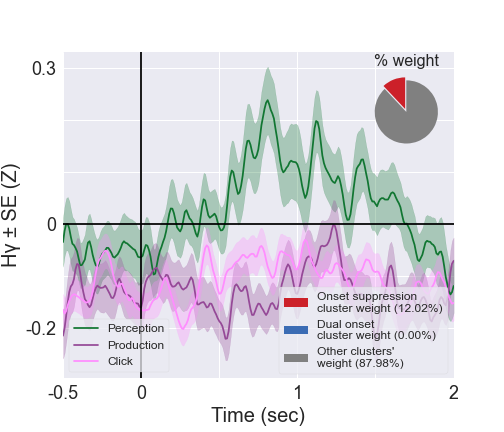 % weight
0.3
0
-0.2
Hγ ± SE (Z)
Perception
Production
Click
Onset suppression
cluster weight (12.02%)
Dual onset
cluster weight (0.00%)
Other clusters'
weight (87.98%)
-0.5 0 1 2
Time (sec)